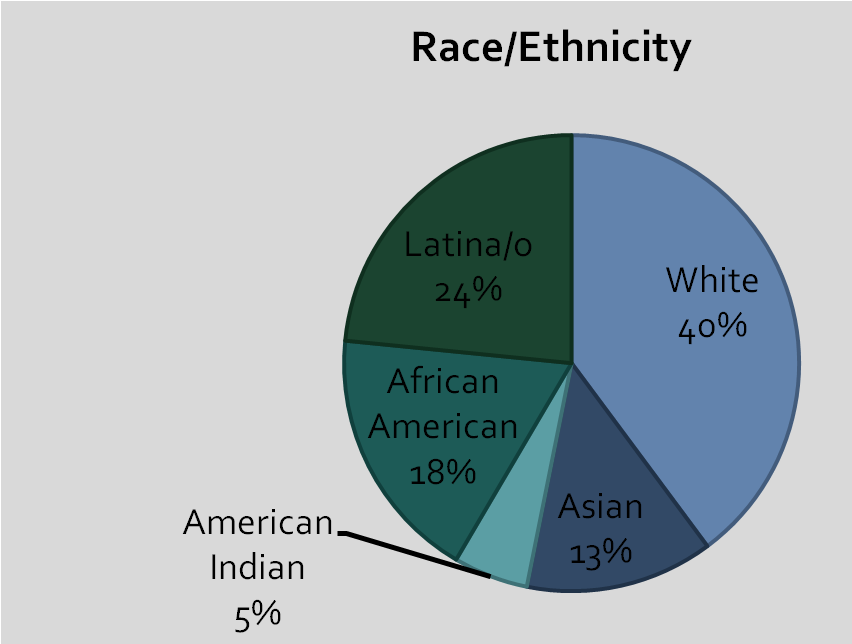 Race/Ethnicity
Latina/o
24%
White
40%
African
American
18%
Asian
13%
American
Indian
5%